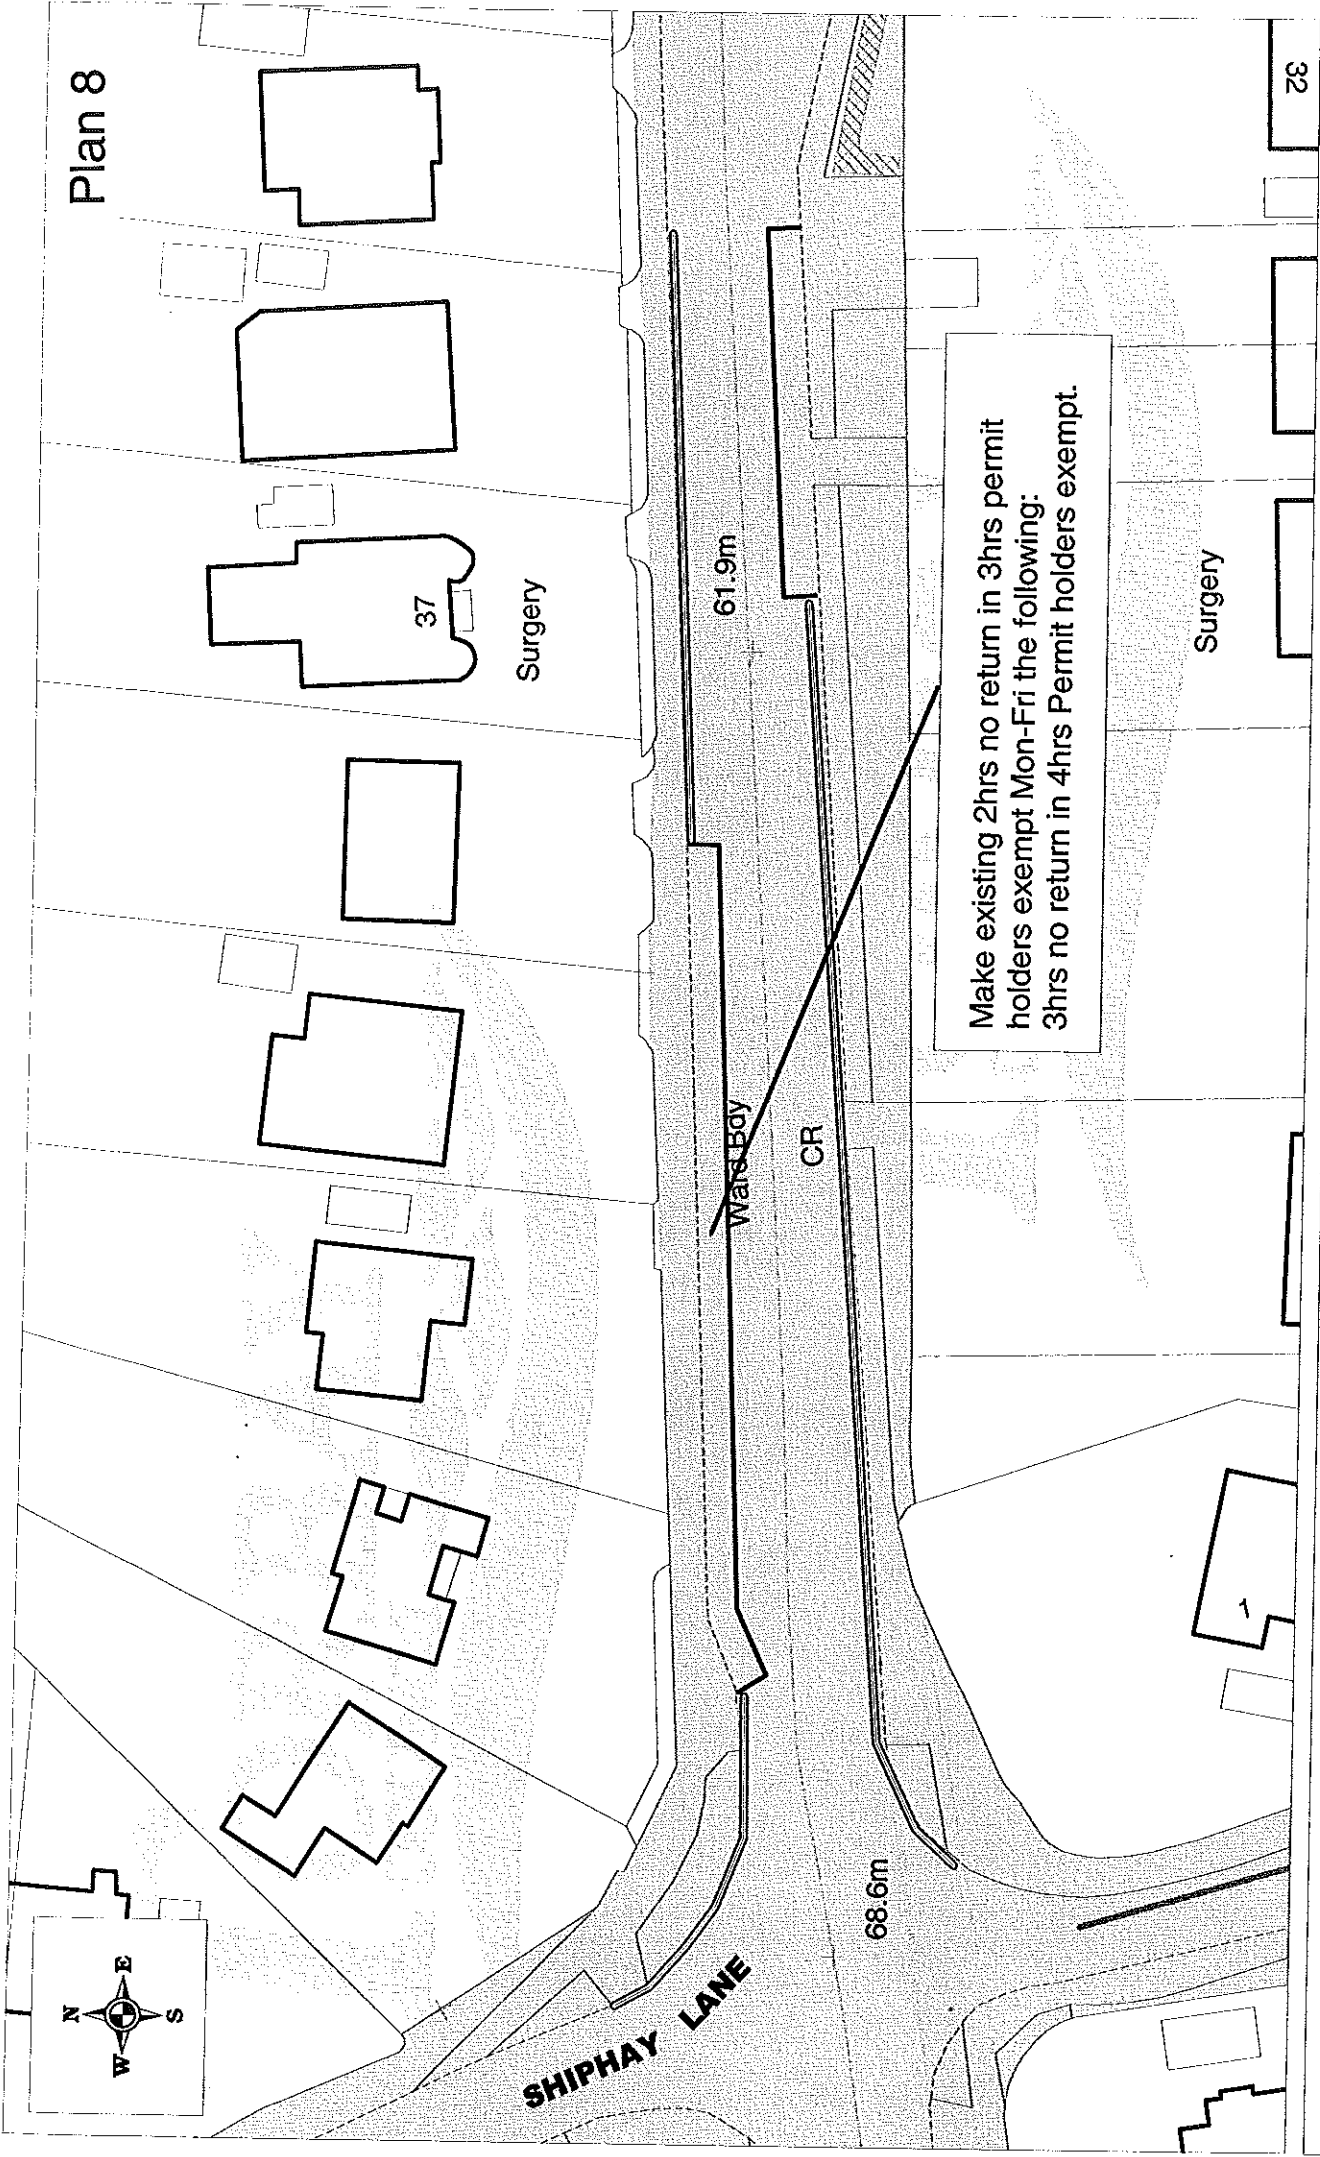 Plan 8
N
W E
S
37
Surgery
61.9m
Ward Bdy
CR
Make existing 2hrs no return in 3hrs permit
holders exempt Mon-Fri the following:
3hrs no return in 4hrs Permit holders exempt.
Surgery
32
68.6m
SHIPHAY LANE